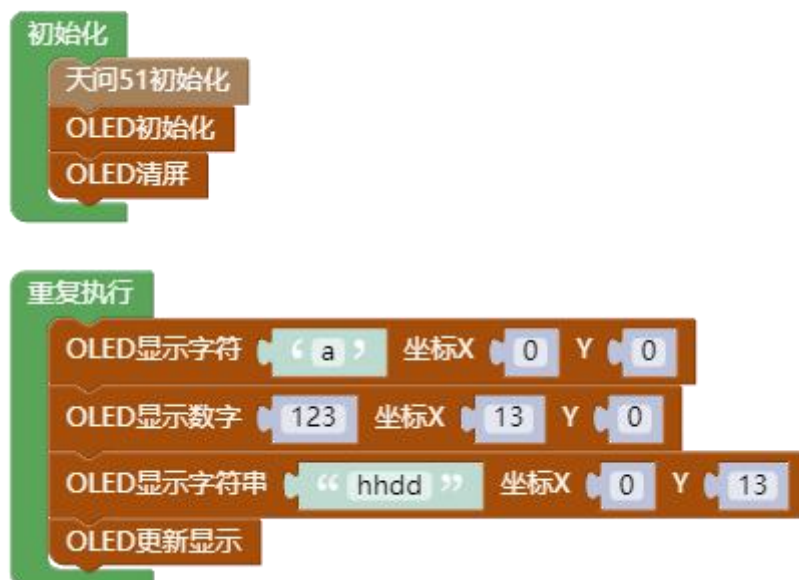 初始化
天问51初始化
OLED初始化
OLED清屏
重复执行
OLED显示字符 ‘ a ’ 坐标X 0 Y 0
OLED显示数字 123 坐标X 13 Y 0
OLED显示字符串 “ hhdd ” 坐标X 0 Y 13
OLED更新显示